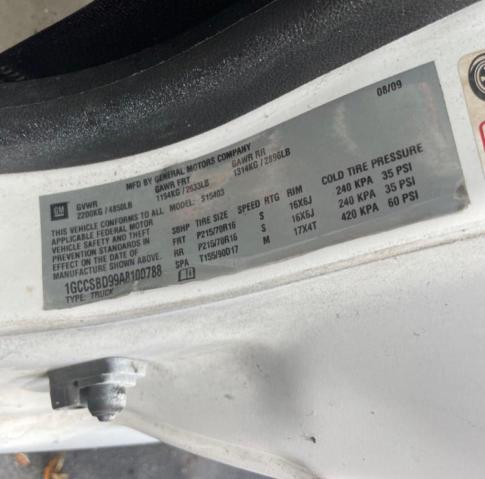 08/09
MFD BY GENERAL MOTORS COMPANY
GM GVWR GAWR FRT GAWR RR
2200KG / 4850LB 1194KG / 2633LB 1314KG / 2896LB
THIS VEHICLE CONFORMS TO ALL MODEL: S15403
APPLICABLE FEDERAL MOTOR
VEHICLE SAFETY AND THEFT
PREVENTION STANDARDS IN
EFFECT ON THE DATE OF
MANUFACTURE SHOWN ABOVE.
SBHP TIRE SIZE SPEED RTG RIM COLD TIRE PRESSURE
FRT P215/70R16 S 16X6J 240 KPA 35 PSI
RR P215/70R16 S 16X6J 240 KPA 35 PSI
SPA T155/90D17 M 17X4T 420 KPA 60 PSI
1GCCSBD99A8100788
TYPE: TRUCK